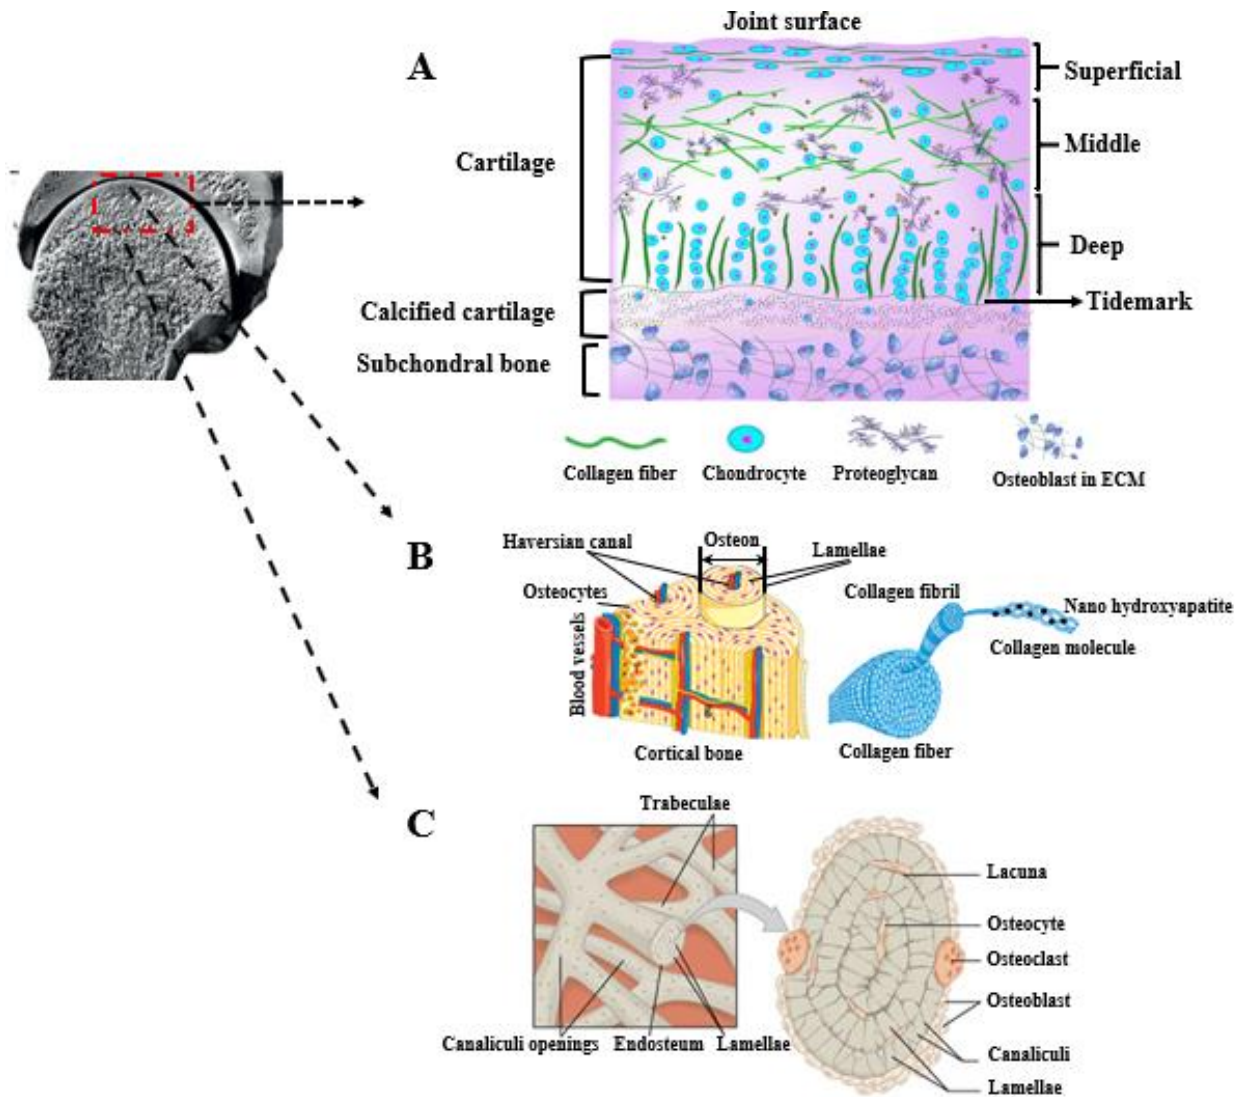 Joint surface
A
Superficial
Middle
Cartilage
Deep
Tidemark
Calcified cartilage
Subchondral bone
Collagen fiber
Chondrocyte
Proteoglycan
Osteoblast in ECM
B
Haversian canal
Osteon
Lamellae
Osteocytes
Collagen fibril
Nano hydroxyapatite
Collagen molecule
Blood vessels
Cortical bone
Collagen fiber
C
Trabeculae
Lacuna
Osteocyte
Osteoclast
Osteoblast
Canaliculi
Lamellae
Canaliculi openings
Endosteum
Lamellae